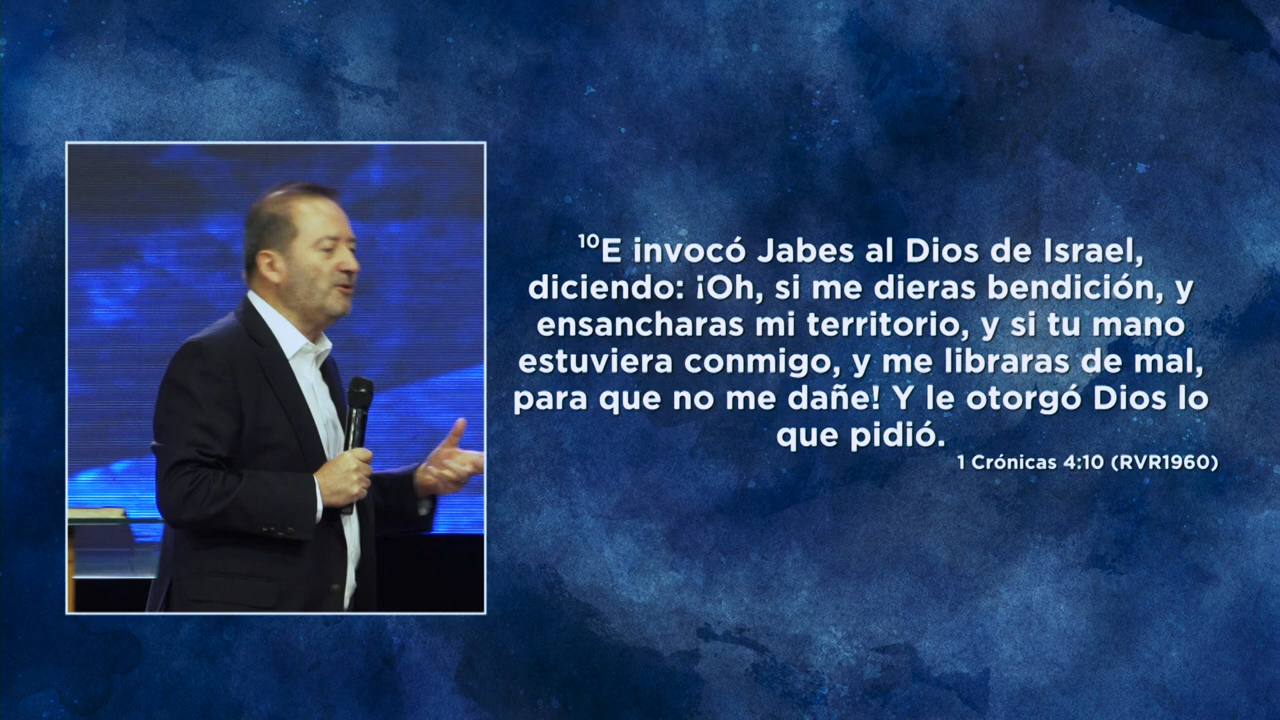 ¹⁰E invocó Jabes al Dios de Israel,
diciendo: ¡Oh, si me dieras bendición, y
ensancharas mi territorio, y si tu mano
estuviera conmigo, y me libraras de mal,
para que no me dañe! Y le otorgó Dios lo
que pidió.
1 Crónicas 4:10 (RVR1960)